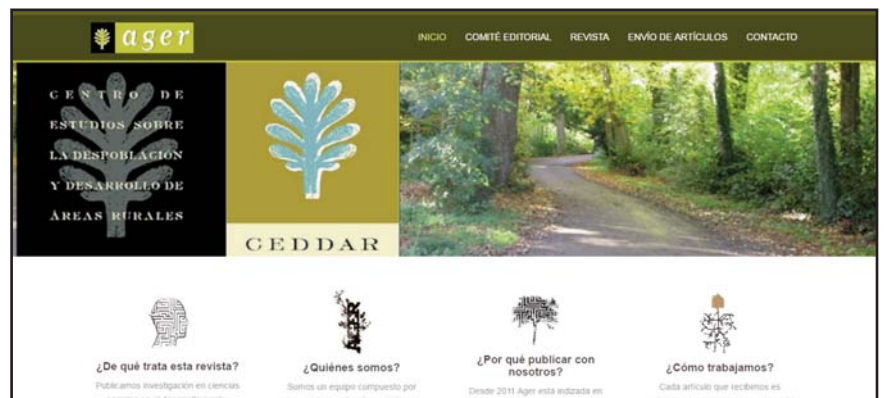 ager
INICIO COMITÉ EDITORIAL REVISTA ENVÍO DE ARTÍCULOS CONTACTO
CENTRO DE
ESTUDIOS SOBRE
LA DESPOBLACIÓN
Y DESARROLLO DE
ÁREAS RURALES
CEDDAR
AGER
¿De qué trata esta revista?
Publicamos investigación en ciencias
¿Quiénes somos?
Somos un equipo compuesto por
¿Por qué publicar con
nosotros?
Desde 2011 Ager está indizada en
¿Cómo trabajamos?
Cada artículo que recibimos es